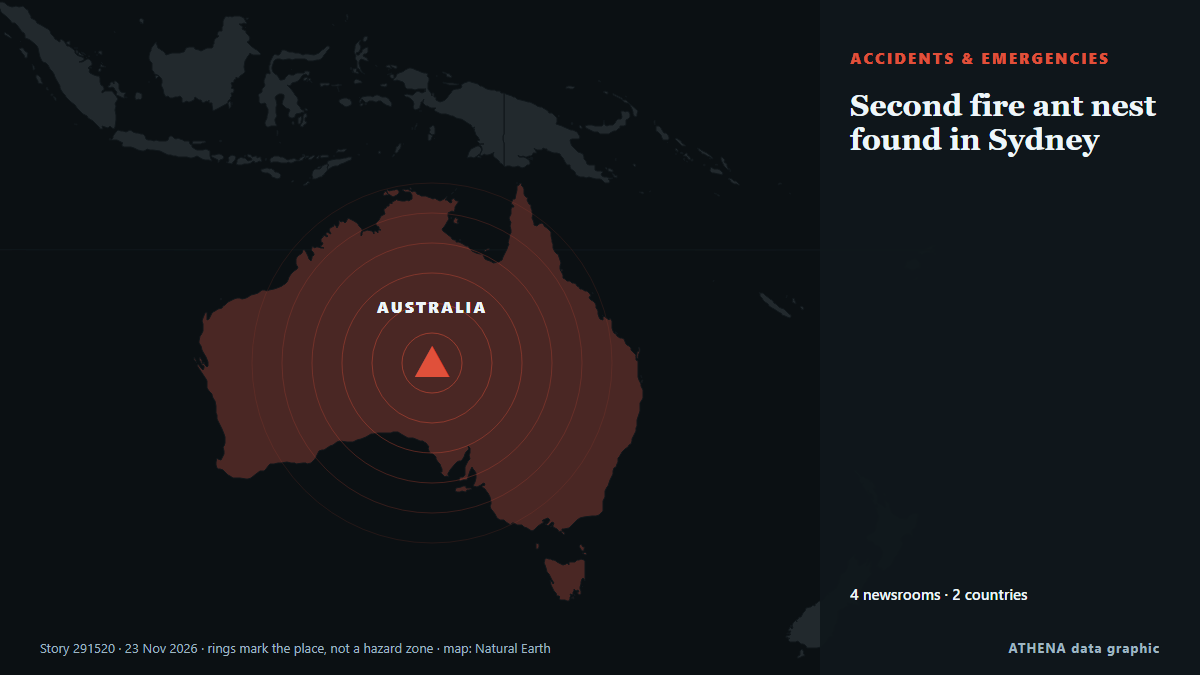 ACCIDENTS & EMERGENCIES
Second fire ant nest
found in Sydney
AUSTRALIA
4 newsrooms · 2 countries
Story 291520 · 23 Nov 2026 · rings mark the place, not a hazard zone · map: Natural Earth
ATHENA data graphic